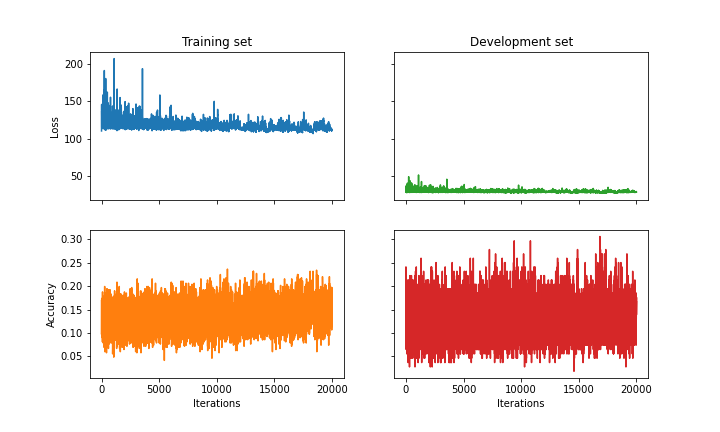 Training set
Development set
200
150
100
50
Loss
0.30
0.25
0.20
0.15
0.10
0.05
Accuracy
0 5000 10000 15000 20000
0 5000 10000 15000 20000
Iterations
Iterations